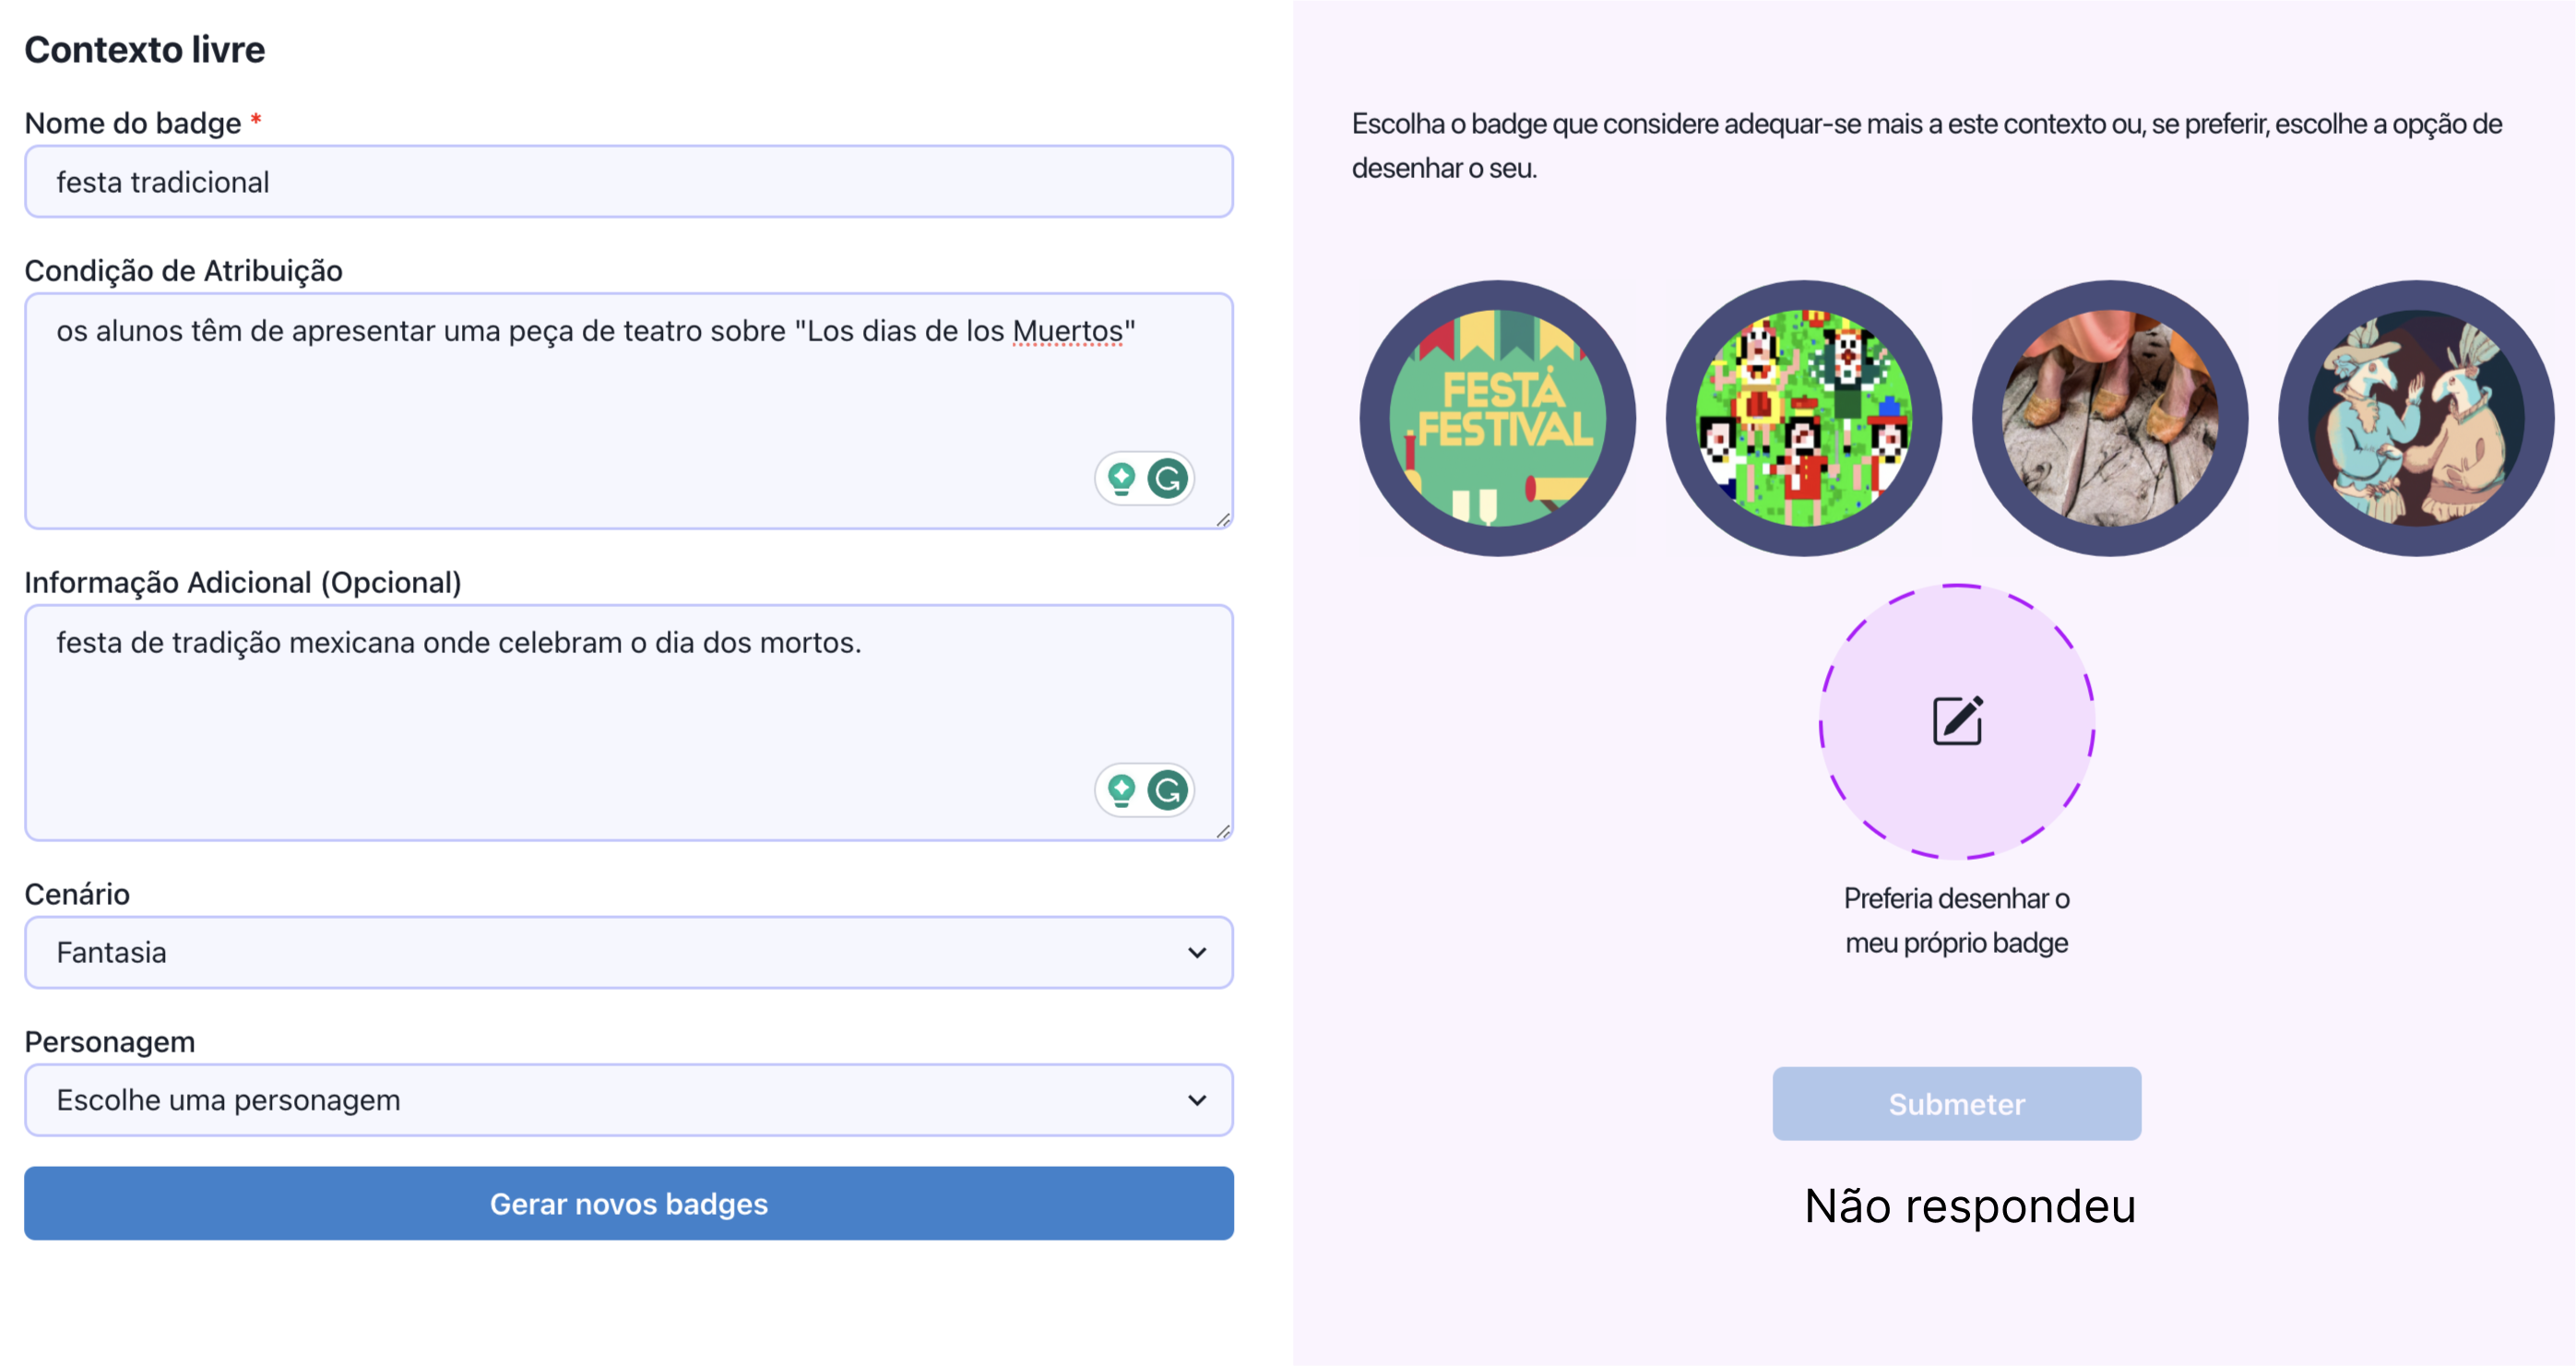 Contexto livre
Nome do badge *
festa tradicional
Condição de Atribuição
os alunos têm de apresentar uma peça de teatro sobre "Los dias de los Muertos"
Informação Adicional (Opcional)
festa de tradição mexicana onde celebram o dia dos mortos.
Cenário
Fantasia
Personagem
Escolhe uma personagem
Gerar novos badges
Escolha o badge que considere adequar-se mais a este contexto ou, se preferir, escolhe a opção de
desenhar o seu.
FESTÁ
FESTIVAL
Preferia desenhar o
meu próprio badge
Submeter
Não respondeu